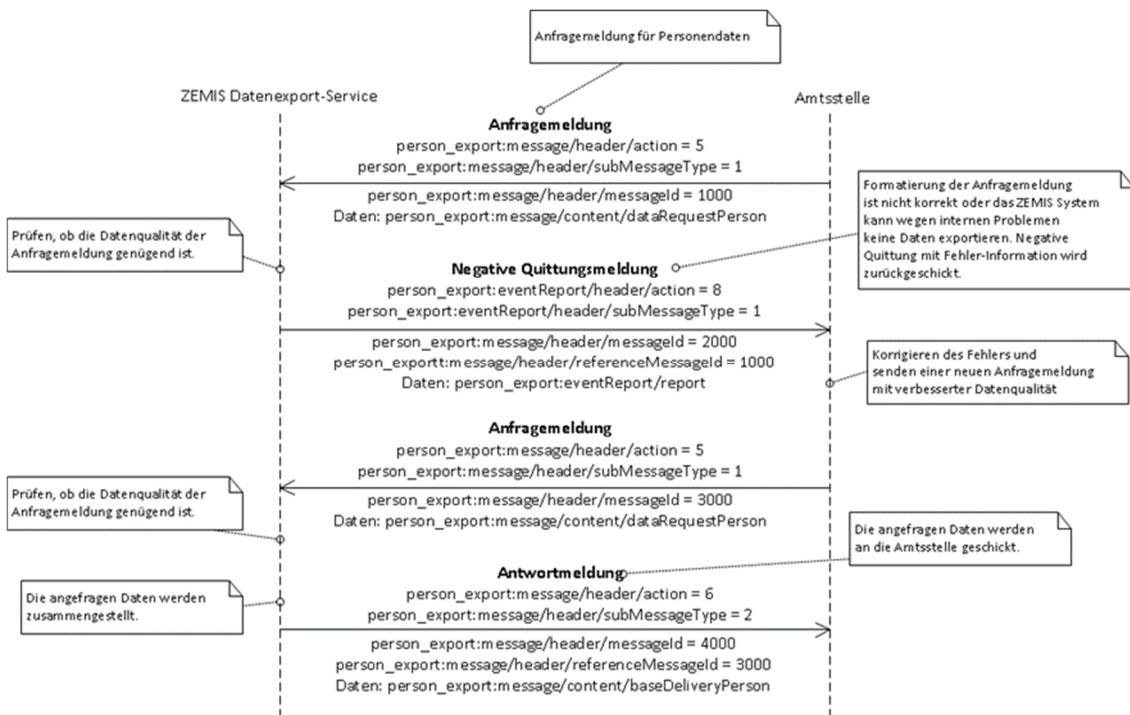 Anfragemeldung für Personendaten
ZEMIS Datenexport-Service
Amtsstelle
Anfragemeldung
person_export:message/header/action = 5
person_export:message/header/subMessageType = 1
person_export:message/header/messageId = 1000
Daten: person_export:message/content/dataRequestPerson
Formatierung der Anfragemeldung
ist nicht korrekt oder das ZEMIS System
kann wegen internen Problemen
keine Daten exportieren. Negative
Quittung mit Fehler-Information wird
zurückgeschickt.
Prüfen, ob die Datenqualität der
Anfragemeldung genügend ist.
Negative Quittungsmeldung
person_export:eventReport/header/action = 8
person_export:eventReport/header/subMessageType = 1
person_export:message/header/messageId = 2000
person_exportt:message/header/referenceMessageId = 1000
Daten: person_export:eventReport/report
Korrigieren des Fehlers und
senden einer neuen Anfragemeldung
mit verbesserter Datenqualität
Anfragemeldung
person_export:message/header/action = 5
person_export:message/header/subMessageType = 1
person_export:message/header/messageId = 3000
Daten: person_export:message/content/dataRequestPerson
Prüfen, ob die Datenqualität der
Anfragemeldung genügend ist.
Die angefragen Daten werden
an die Amtsstelle geschickt.
Antwortmeldung
person_export:message/header/action = 6
person_export:message/header/subMessageType = 2
person_export:message/header/messageId = 4000
person_export:message/header/referenceMessageId = 3000
Daten: person_export:message/content/baseDeliveryPerson
Die angefragen Daten werden
zusammengestellt.